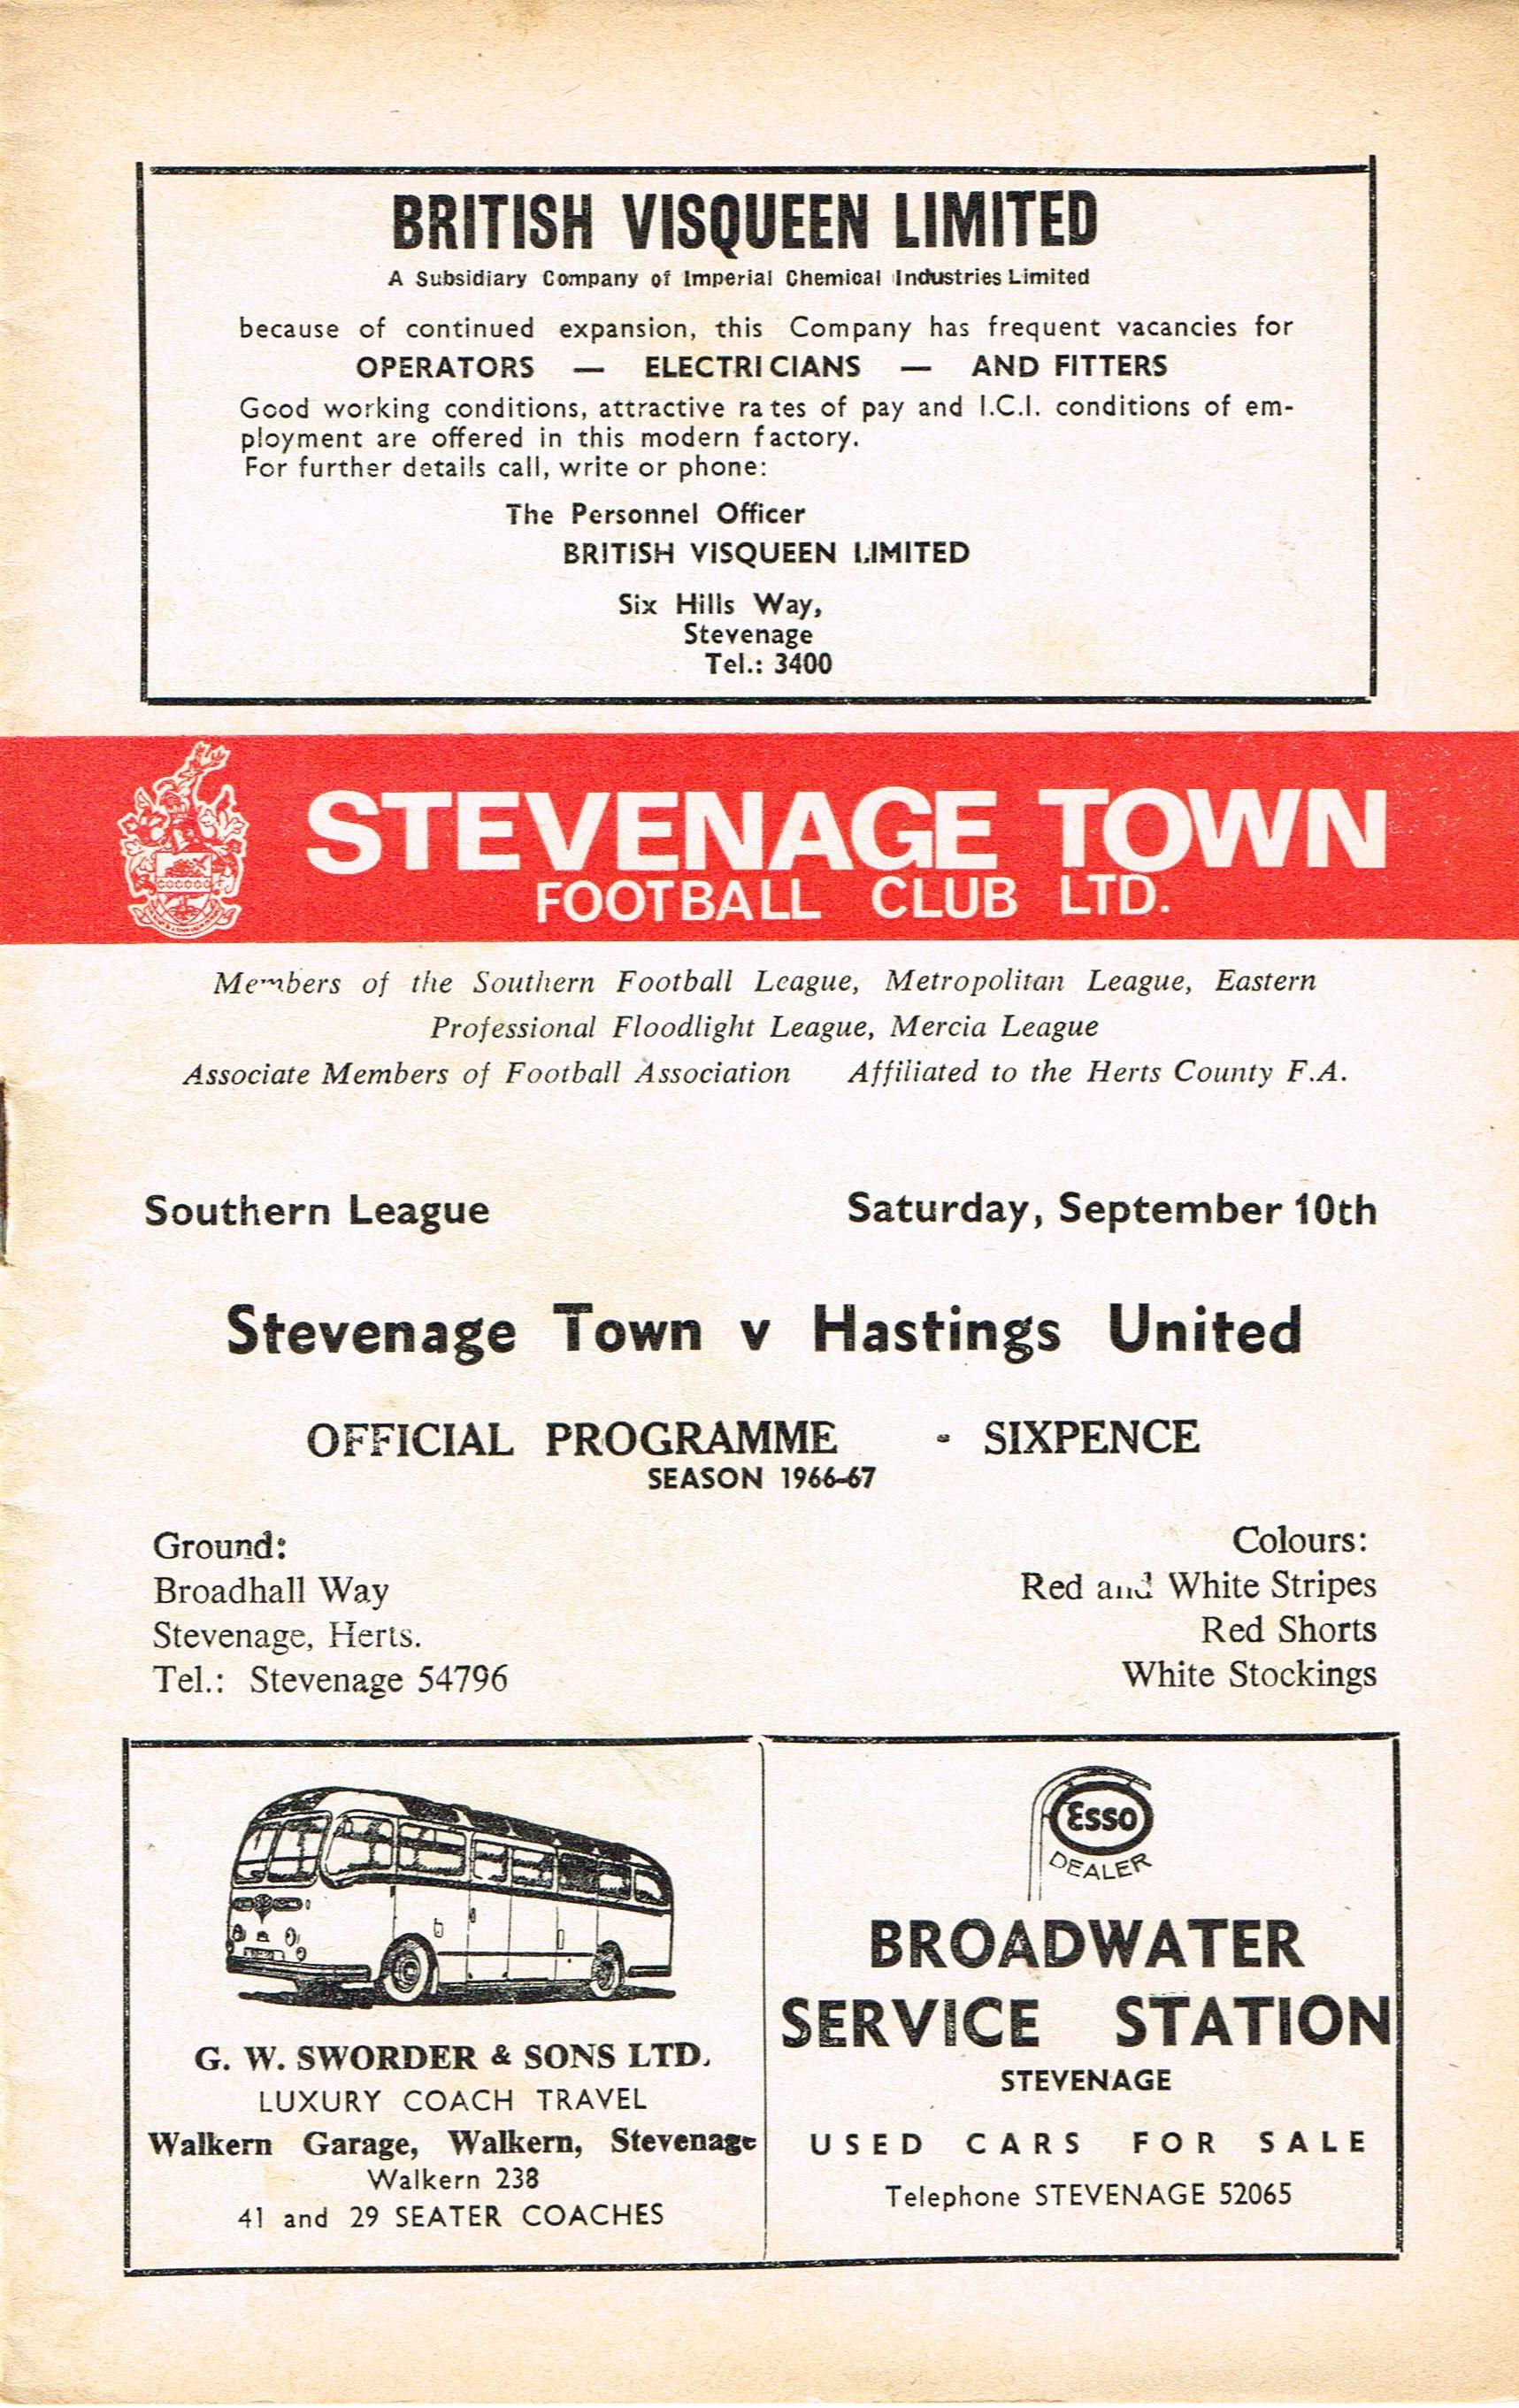 BRITISH VISQUEEN LIMITED
A Subsidiary Company of Imperial Chemical Industries Limited
because of continued expansion, this Company has frequent vacancies for
OPERATORS — ELECTRICIANS — AND FITTERS
Good working conditions, attractive rates of pay and I.C.I. conditions of em-
ployment are offered in this modern factory.
For further details call, write or phone:
The Personnel Officer
BRITISH VISQUEEN LIMITED
Six Hills Way,
Stevenage
Tel.: 3400
STEVENAGE TOWN
FOOTBALL CLUB LTD.
Members of the Southern Football League, Metropolitan League, Eastern
Professional Floodlight League, Mercia League
Associate Members of Football Association Affiliated to the Herts County F.A.
Southern League Saturday, September 10th
Stevenage Town v Hastings United
OFFICIAL PROGRAMME - SIXPENCE
SEASON 1966-67
Ground:
Broadhall Way
Stevenage, Herts.
Tel.: Stevenage 54796
Colours:
Red and White Stripes
Red Shorts
White Stockings
G. W. SWORDER & SONS LTD.
LUXURY COACH TRAVEL
Walkern Garage, Walkern, Stevenage
Walkern 238
41 and 29 SEATER COACHES
Esso
DEALER
BROADWATER
SERVICE STATION
STEVENAGE
USED CARS FOR SALE
Telephone STEVENAGE 52065